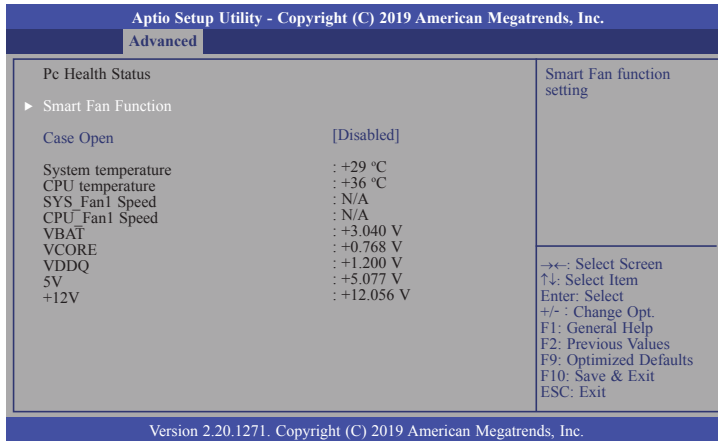 Aptio Setup Utility - Copyright (C) 2019 American Megatrends, Inc.
Advanced
Pc Health Status
► Smart Fan Function
Case Open [Disabled]
System temperature : +29 °C
CPU temperature : +36 °C
SYS_Fan1 Speed : N/A
CPU_Fan1 Speed : N/A
VBAT : +3.040 V
VCORE : +0.768 V
VDDQ : +1.200 V
5V : +5.077 V
+12V : +12.056 V
Smart Fan function
setting
→←: Select Screen
↑↓: Select Item
Enter: Select
+/- : Change Opt.
F1: General Help
F2: Previous Values
F9: Optimized Defaults
F10: Save & Exit
ESC: Exit
Version 2.20.1271. Copyright (C) 2019 American Megatrends, Inc.